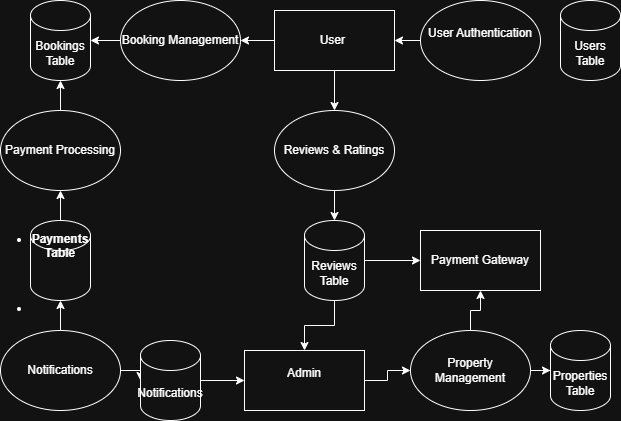 Bookings
Table
Booking Management
User
User Authentication
Users
Table
Payment Processing
Reviews & Ratings
Payments
Table
Reviews
Table
Payment Gateway
Notifications
Notifications
Admin
Property
Management
Properties
Table